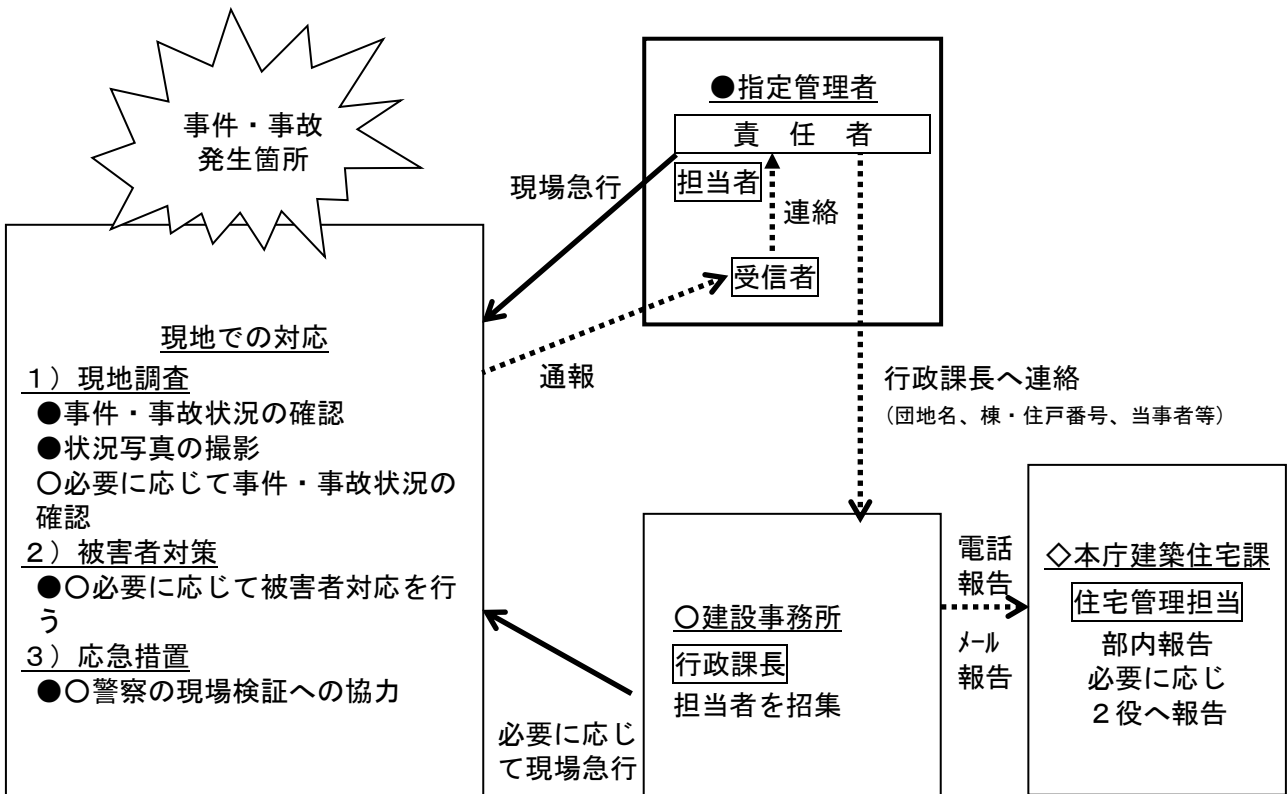 事件・事故
発生箇所
●指定管理者
責 任 者
担当者
連絡
受信者
現場急行
通報
現地での対応
１）現地調査
●事件・事故状況の確認
●状況写真の撮影
○必要に応じて事件・事故状況の
確認
２）被害者対策
●○必要に応じて被害者対応を行
う
３）応急措置
●○警察の現場検証への協力
行政課長へ連絡
（団地名、棟・住戸番号、当事者等）
○建設事務所
行政課長
担当者を招集
必要に応じ
て現場急行
電話
報告
ﾒｰﾙ
報告
◇本庁建築住宅課
住宅管理担当
部内報告
必要に応じ
２役へ報告